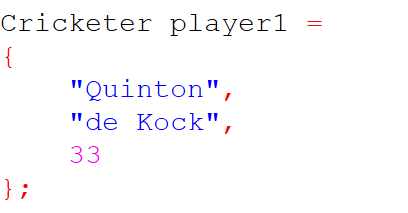 Cricketer player1 =
{
    "Quinton",
    "de Kock",
    33
};